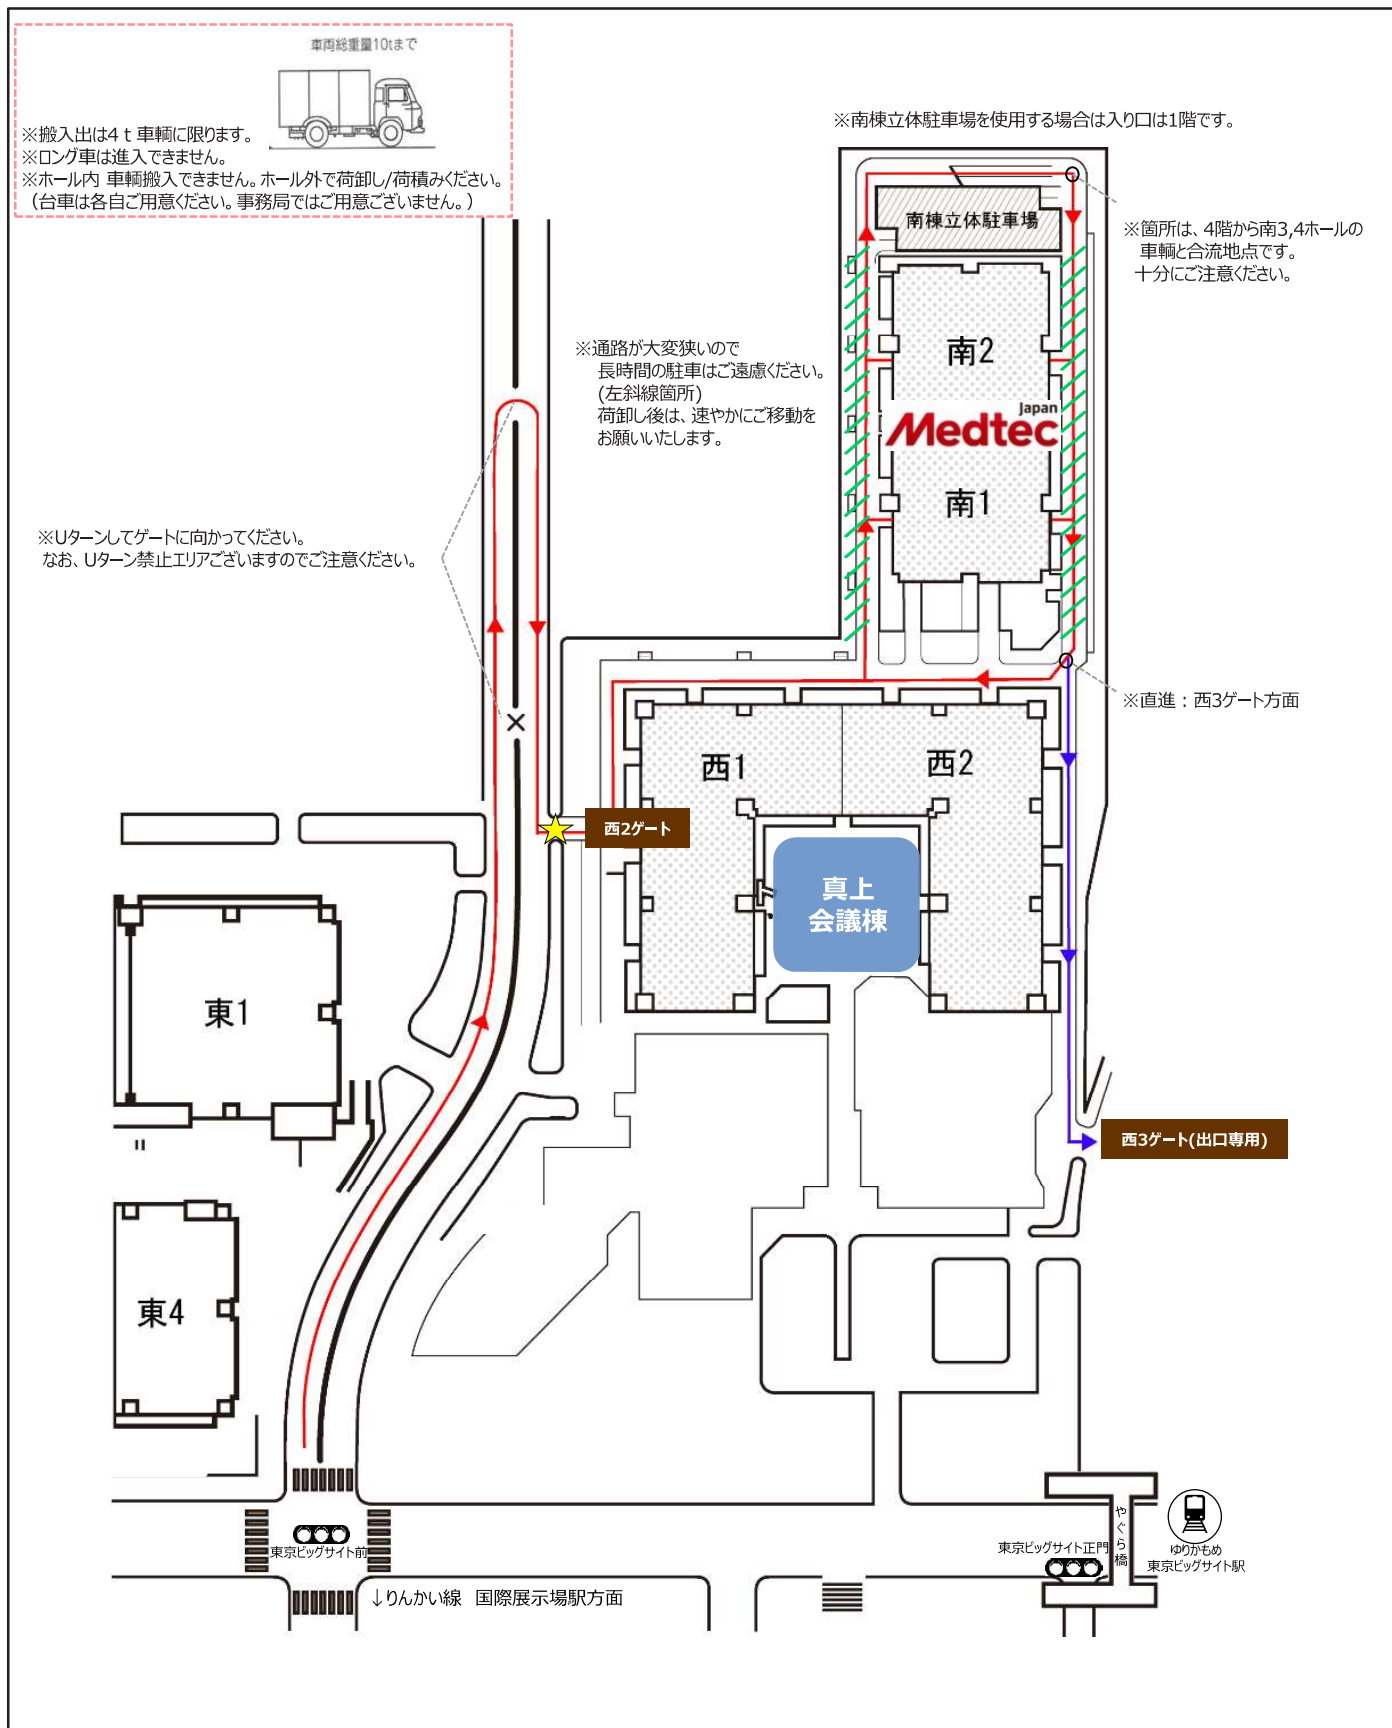 車両総重量10tまで
※搬入出は4ｔ車輌に限ります。
※ロング車は進入できません。
※ホール内 車輌搬入できません。ホール外で荷卸し/荷積みください。
（台車は各自ご用意ください。事務局ではご用意ございません。）
※南棟立体駐車場を使用する場合は入り口は1階です。
南棟立体駐車場
※箇所は、4階から南3,4ホールの
車輌と合流地点です。
十分にご注意ください。
※通路が大変狭いので
長時間の駐車はご遠慮ください。
(左斜線箇所)
荷卸し後は、速やかにご移動を
お願いいたします。
南2
Japan
Medtec
南1
※Uターンしてゲートに向かってください。
なお、Uターン禁止エリアございますのでご注意ください。
※直進：西3ゲート方面
西1
西2
西2ゲート
真上
会議棟
東1
西3ゲート(出口専用)
東4
東京ビッグサイト前
↓りんかい線 国際展示場駅方面
東京ビッグサイト正門
やぐら橋
ゆりかもめ
東京ビッグサイト駅